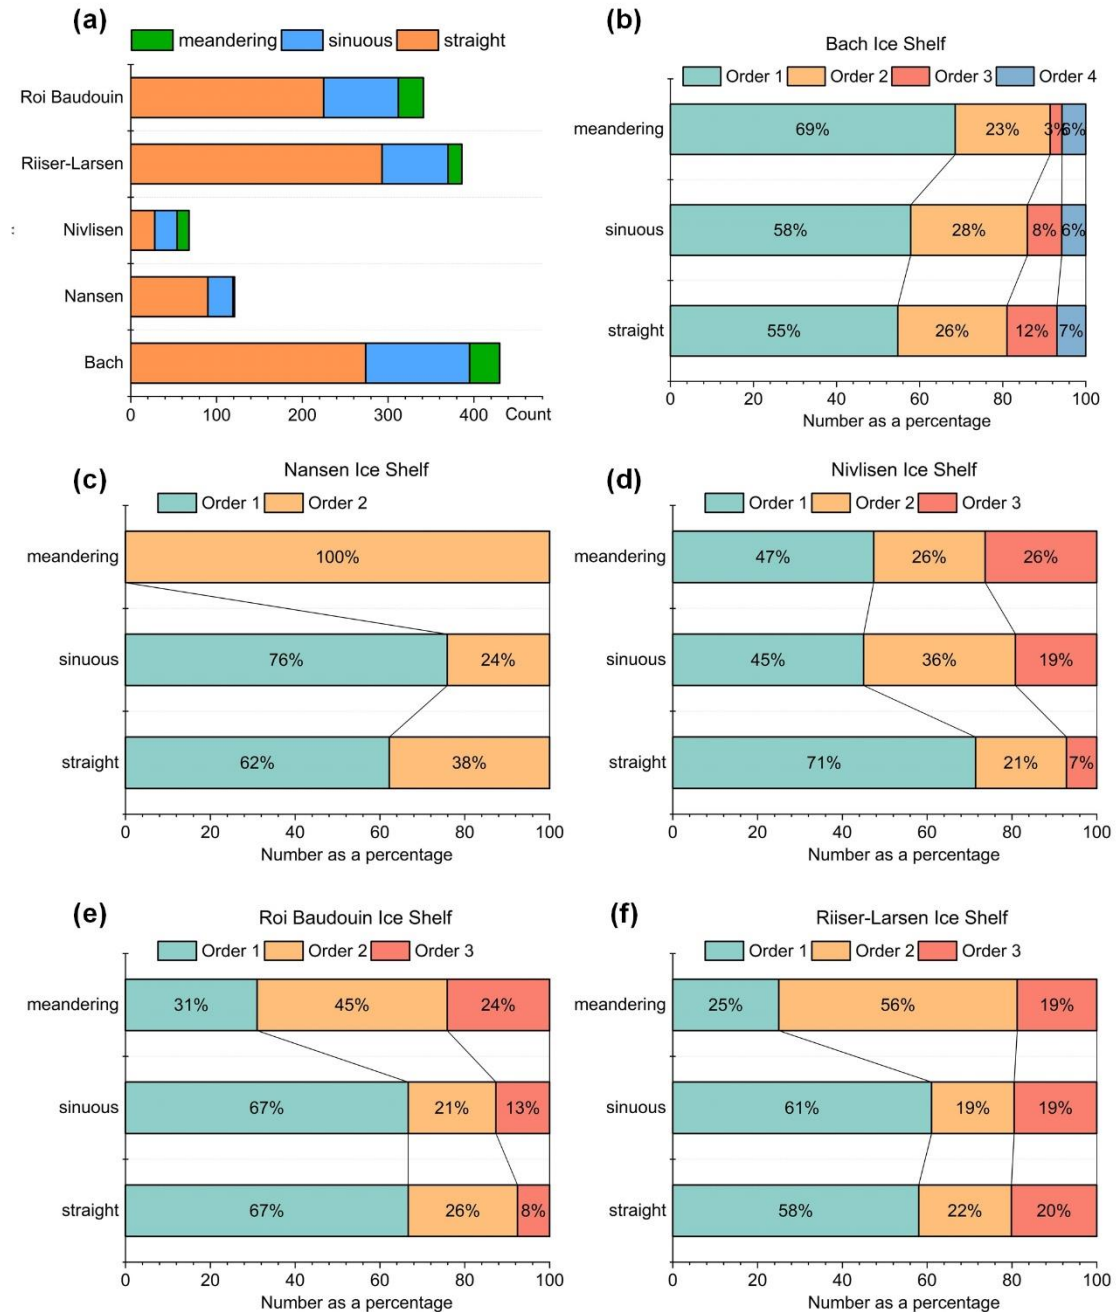 (a)
meandering sinuous straight
Roi Baudouin
Riiser-Larsen
:
Nivlisen
Nansen
Bach
0 100 200 300 400 Count
(b)
Bach Ice Shelf
Order 1 Order 2 Order 3 Order 4
meandering 69% 23% 3% 6%
sinuous 58% 28% 8% 6%
straight 55% 26% 12% 7%
0 20 40 60 80 100
Number as a percentage
(c)
Nansen Ice Shelf
Order 1 Order 2
meandering 100%
sinuous 76% 24%
straight 62% 38%
0 20 40 60 80 100
Number as a percentage
(d)
Nivlisen Ice Shelf
Order 1 Order 2 Order 3
meandering 47% 26% 26%
sinuous 45% 36% 19%
straight 71% 21% 7%
0 20 40 60 80 100
Number as a percentage
(e)
Roi Baudouin Ice Shelf
Order 1 Order 2 Order 3
meandering 31% 45% 24%
sinuous 67% 21% 13%
straight 67% 26% 8%
0 20 40 60 80 100
Number as a percentage
(f)
Riiser-Larsen Ice Shelf
Order 1 Order 2 Order 3
meandering 25% 56% 19%
sinuous 61% 19% 19%
straight 58% 22% 20%
0 20 40 60 80 100
Number as a percentage